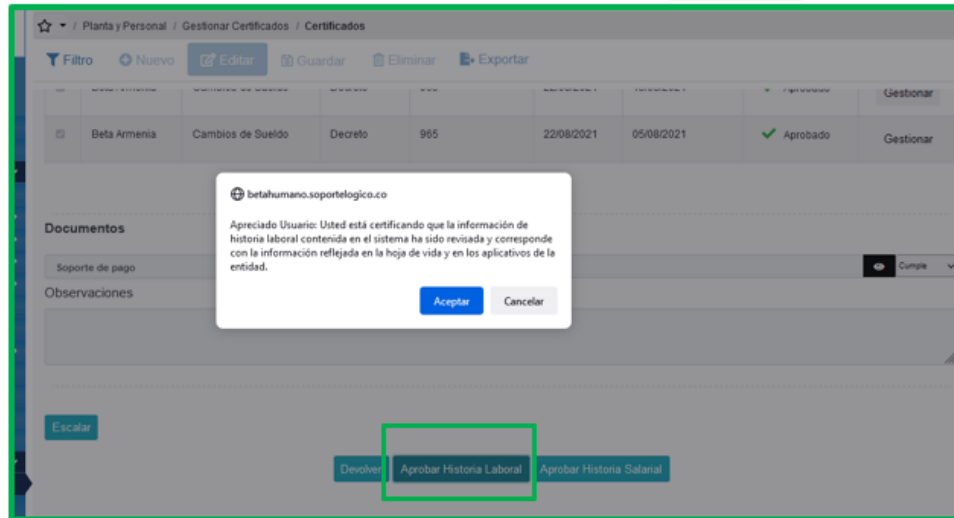 / Planta y Personal / Gestionar Certificados / Certificados
Filtro Nuevo Editar Guardar Eliminar Exportar
Gestionar
Beta Armenia Cambios de Sueldo Decreto 965 22/08/2021 05/08/2021 Aprobado Gestionar
betahumano.soportelogico.co
Apreciado Usuario: Usted está certificando que la información de
historia laboral contenida en el sistema ha sido revisada y corresponde
con la información reflejada en la hoja de vida y en los aplicativos de la
entidad.
Aceptar Cancelar
Documentos
Soporte de pago Cumple
Observaciones
Escalar
Devolver Aprobar Historia Laboral Aprobar Historia Salarial